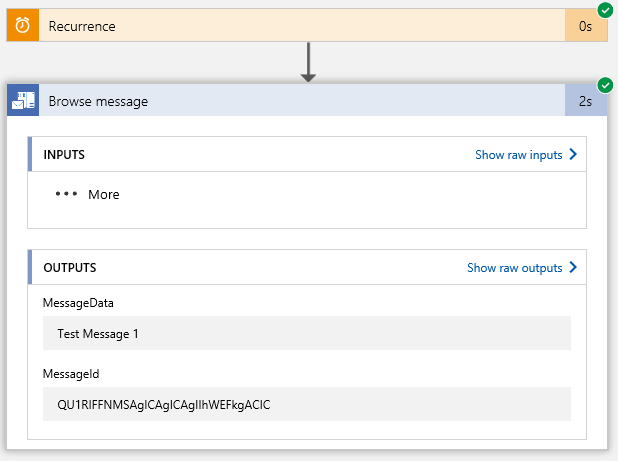 Recurrence 0s
Browse message 2s
INPUTS Show raw inputs
More
OUTPUTS Show raw outputs
MessageData
Test Message 1
MessageId
QU1RIFFNMSAgICAgICAgIIhWEFkgACIC